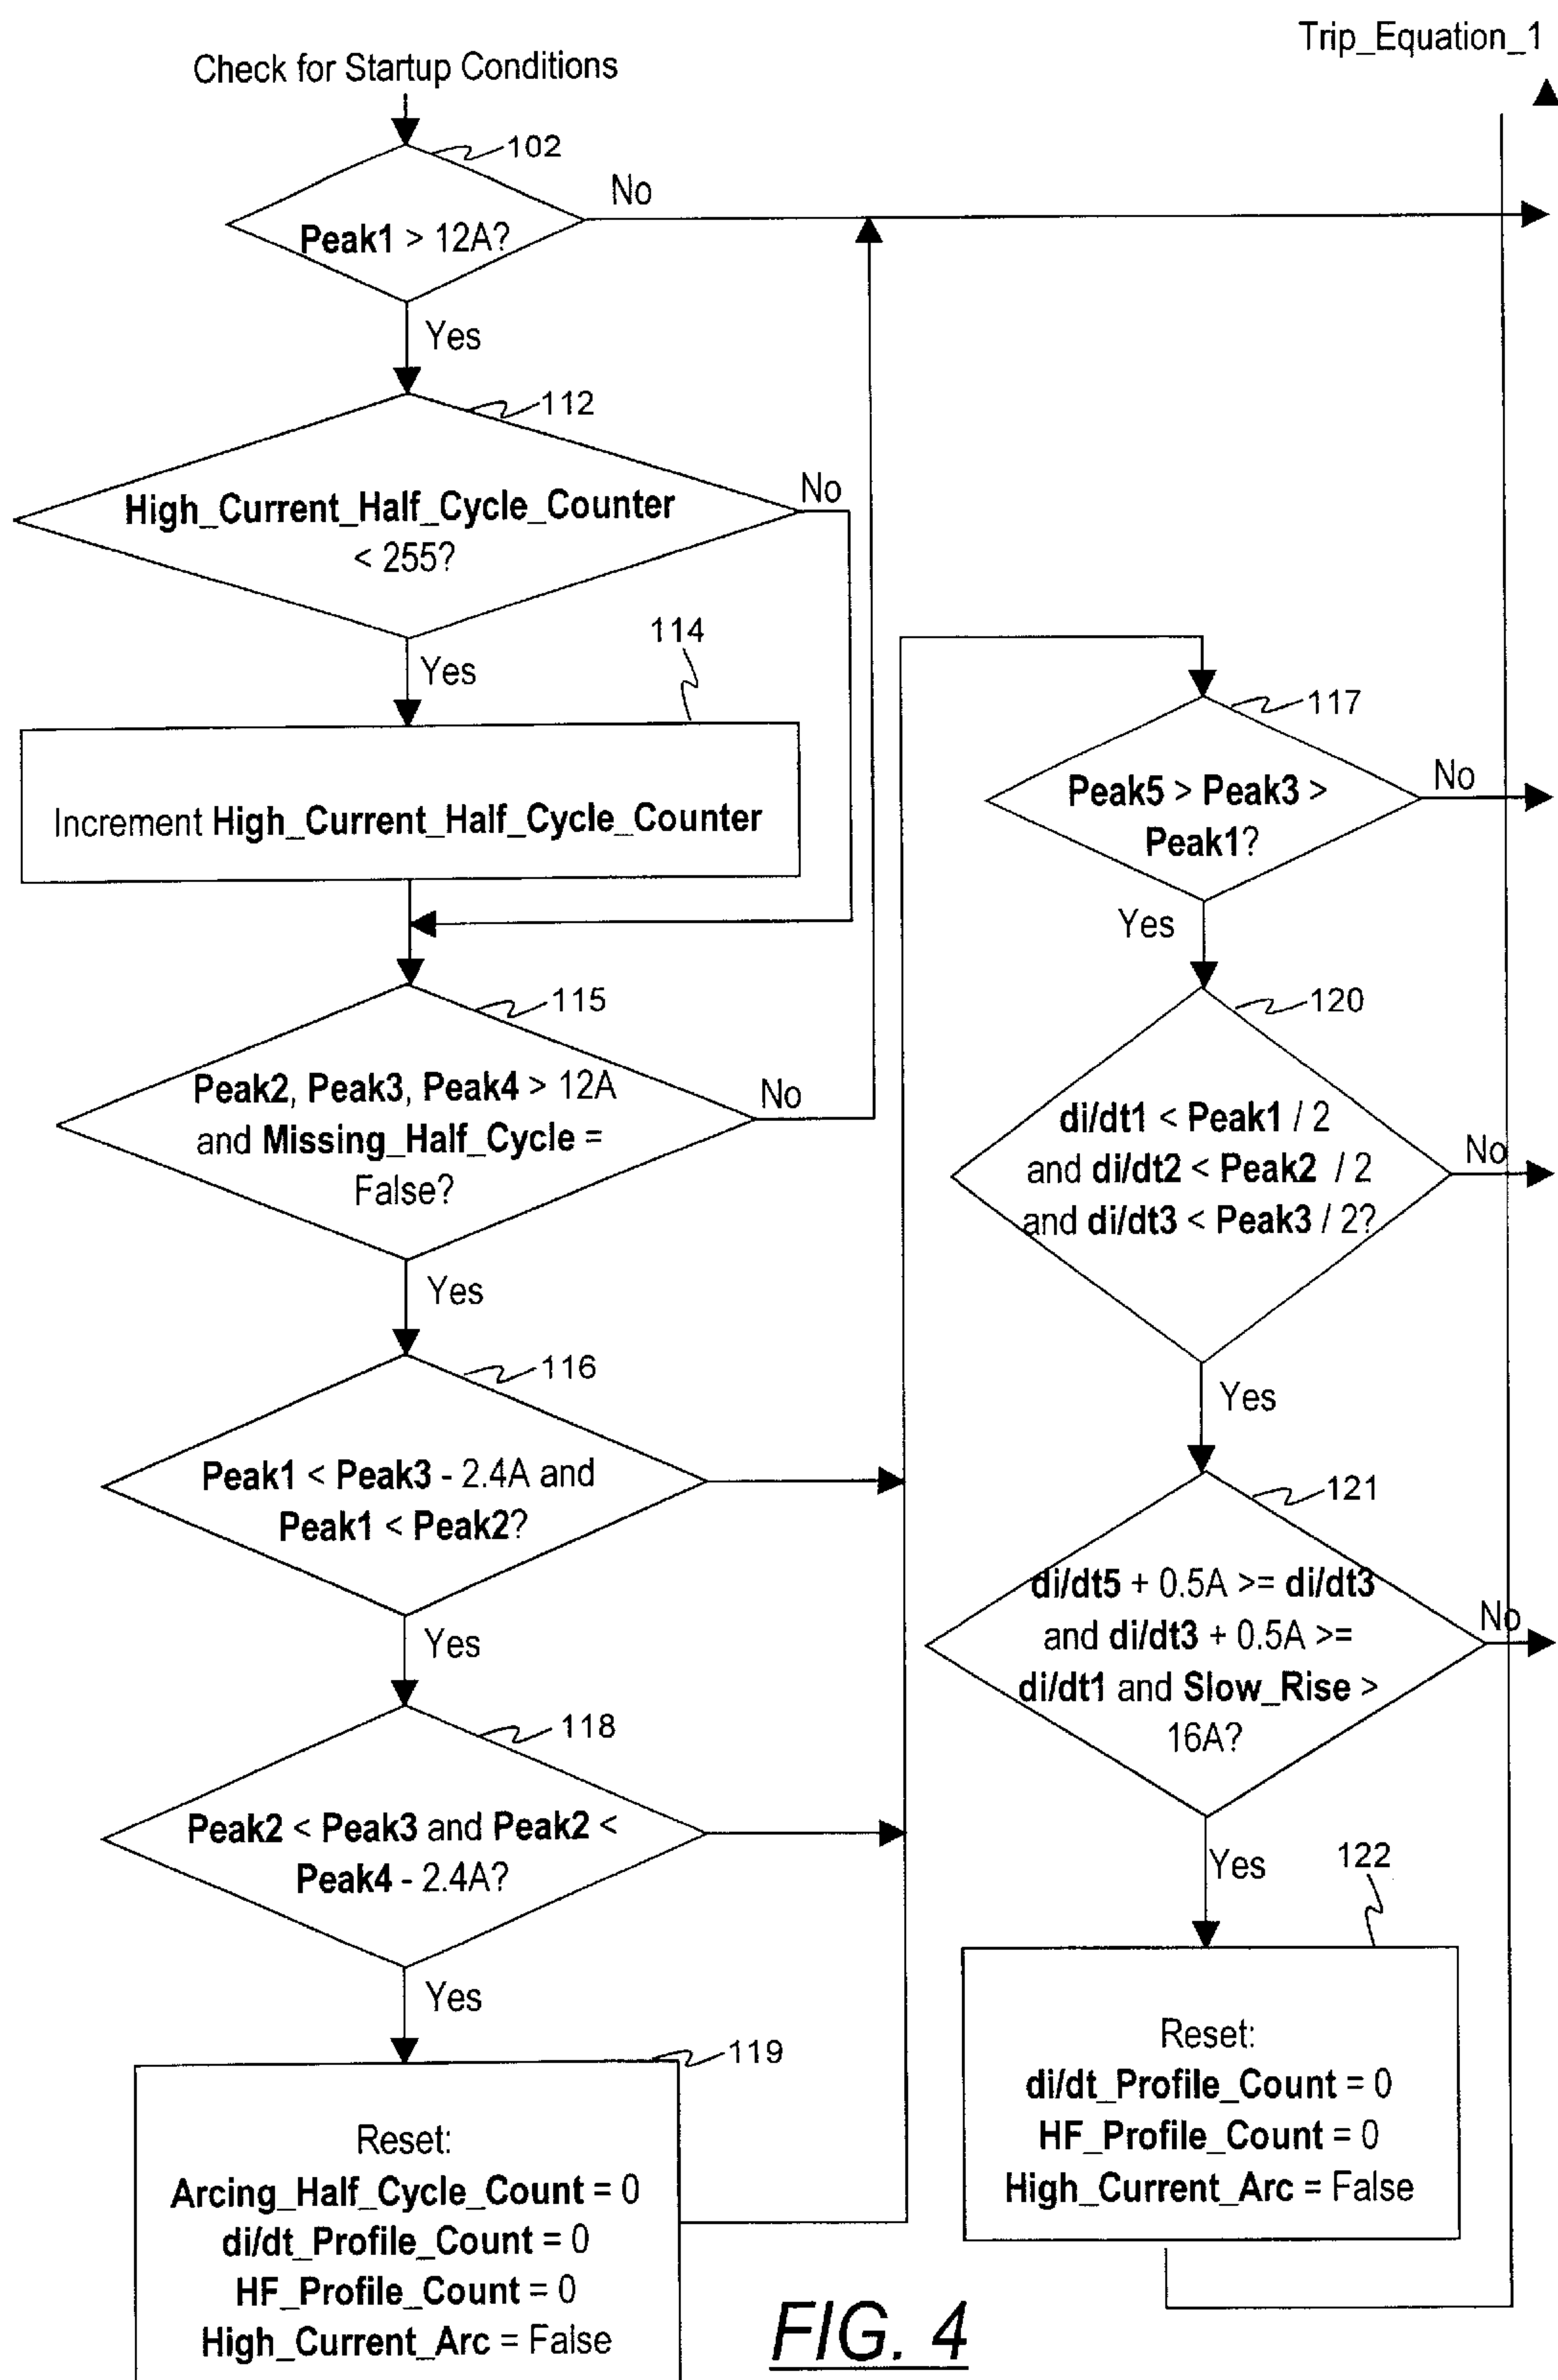 Trip_Equation_1
Check for Startup Conditions
102
No
Peak1 > 12A?
Yes
112
No
High_Current_Half_Cycle_Counter
< 255?
114
Yes
Increment High_Current_Half_Cycle_Counter
115
Peak2, Peak3, Peak4 > 12A
No
and Missing_Half_Cycle =
False?
Yes
116
Peak1 < Peak3 - 2.4A and
Peak1 < Peak2?
Yes
118
Peak2 < Peak3 and Peak2 <
Peak4 - 2.4A?
Yes
119
Reset:
Arcing_Half_Cycle_Count = 0
di/dt_Profile_Count = 0
HF_Profile_Count = 0
High_Current_Arc = False
117
No
Peak5 > Peak3 >
Peak1?
Yes
120
di/dt1 < Peak1 / 2
No
and di/dt2 < Peak2 / 2
and di/dt3 < Peak3 / 2?
Yes
121
di/dt5 + 0.5A >= di/dt3
No
and di/dt3 + 0.5A >=
di/dt1 and Slow_Rise >
16A?
Yes
122
Reset:
di/dt_Profile_Count = 0
HF_Profile_Count = 0
High_Current_Arc = False
FIG. 4